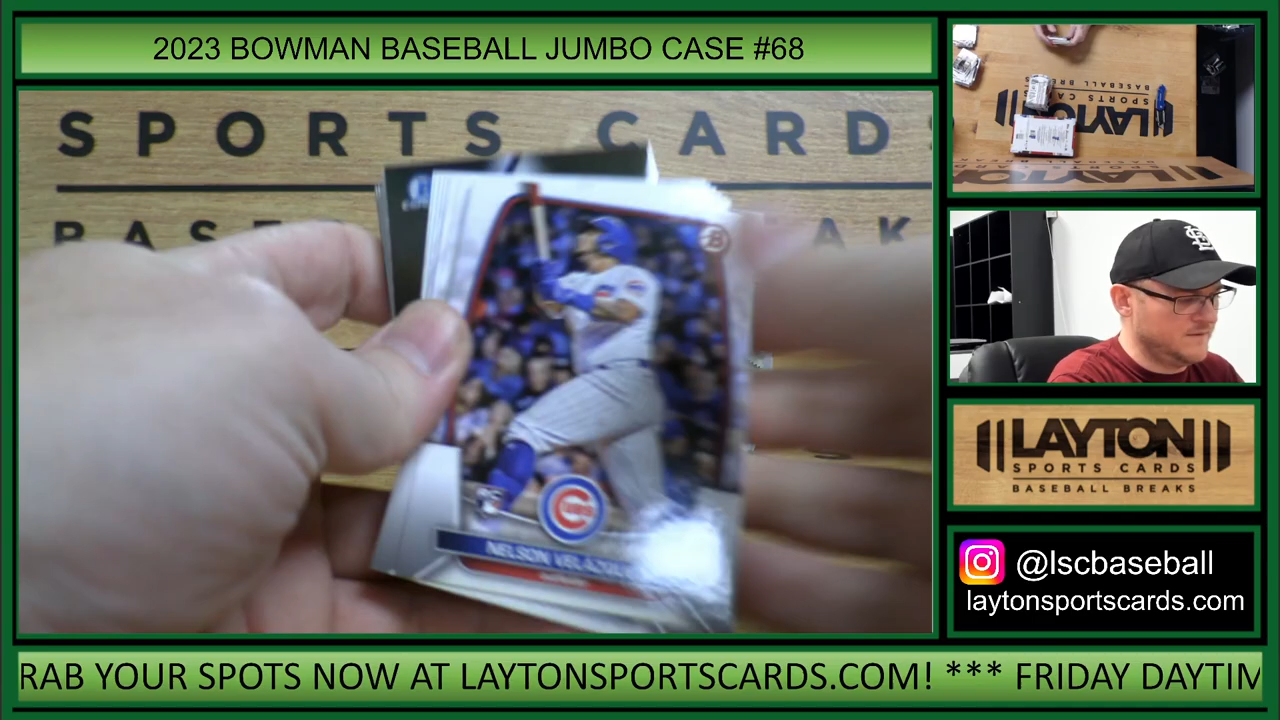 2023 BOWMAN BASEBALL JUMBO CASE #68
SPORTS CARDS
NELSON
LAYTON
SPORTS CARDS
LAYTON
SPORTS CARDS
BASEBALL BREAKS
@lscbaseball
laytonsportscards.com
RAB YOUR SPOTS NOW AT LAYTONSPORTSCARDS.COM! *** FRIDAY DAYTIM